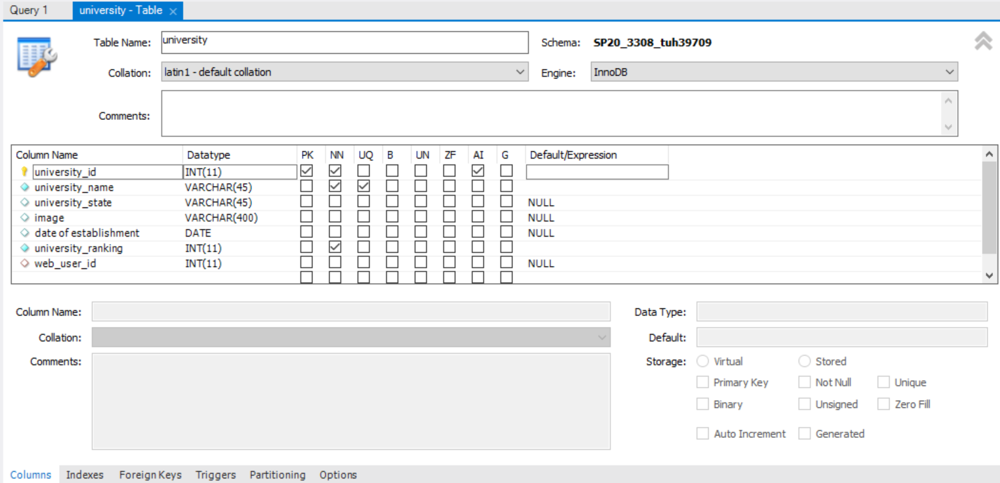 Query 1 university - Table ×
Table Name: university Schema: SP20_3308_tuh39709
Collation: latin1 - default collation Engine: InnoDB
Comments:
Column Name Datatype PK NN UQ B UN ZF AI G Default/Expression
university_id INT(11)
university_name VARCHAR(45)
university_state VARCHAR(45) NULL
image VARCHAR(400) NULL
date of establishment DATE NULL
university_ranking INT(11)
web_user_id INT(11) NULL
Column Name: Data Type:
Collation: Default:
Comments: Storage: Virtual Stored
Primary Key Not Null Unique
Binary Unsigned Zero Fill
Auto Increment Generated
Columns Indexes Foreign Keys Triggers Partitioning Options